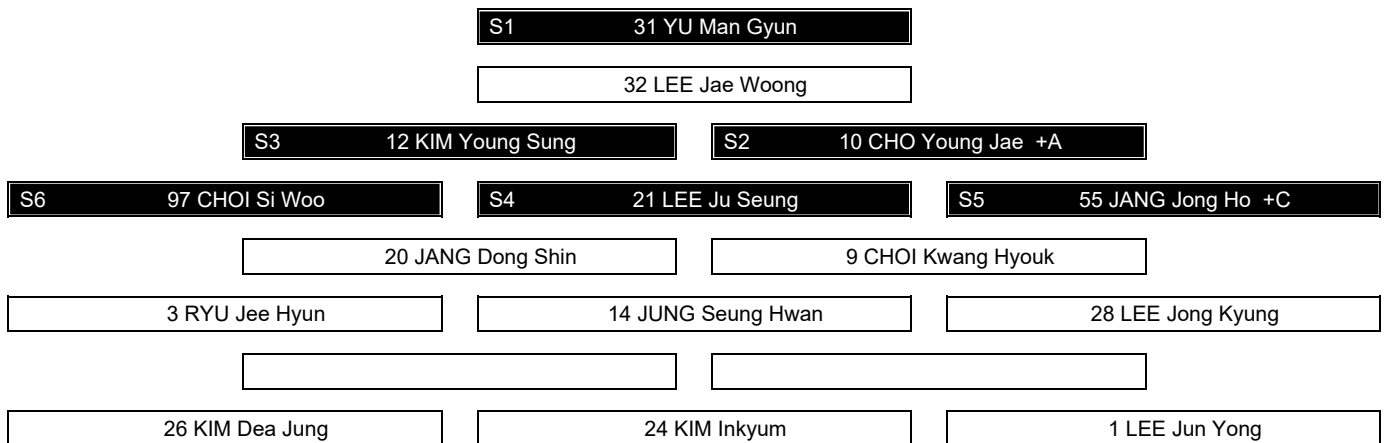 S1 31 YU Man Gyun
32 LEE Jae Woong
S3 12 KIM Young Sung S2 10 CHO Young Jae +A
S6 97 CHOI Si Woo S4 21 LEE Ju Seung S5 55 JANG Jong Ho +C
20 JANG Dong Shin 9 CHOI Kwang Hyouk
3 RYU Jee Hyun 14 JUNG Seung Hwan 28 LEE Jong Kyung
26 KIM Dea Jung 24 KIM Inkyum 1 LEE Jun Yong